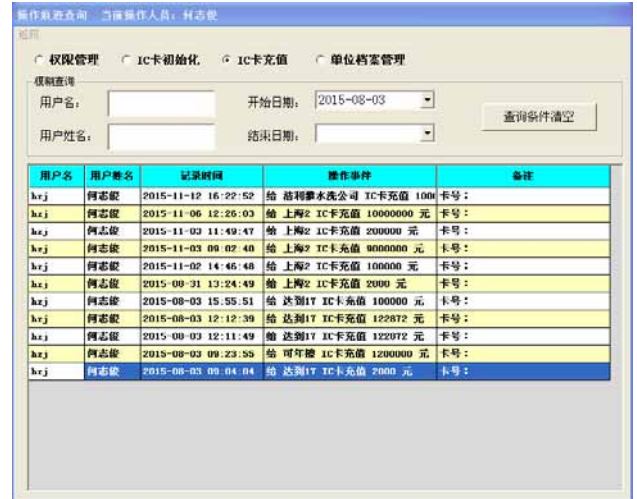 操作痕迹查询 当前操作人员：何志俊
返回
权限管理 IC卡初始化 IC卡充值 单位档案管理
模糊查询
用户名： 开始日期： 2015-08-03
查询条件清空
用户姓名： 结束日期：
用户名 用户姓名 记录时间 操作事件 备注
hzj 何志俊 2015-11-12 16:22:52 给 洁利 水洗公司 IC卡充值 100 卡号：
hzj 何志俊 2015-11-06 12:26:03 给 上海2 IC卡充值 10000000 元 卡号：
hzj 何志俊 2015-11-03 11:49:47 给 上海2 IC卡充值 200000 元 卡号：
hzj 何志俊 2015-11-03 09:02:40 给 上海2 IC卡充值 9000000 元 卡号：
hzj 何志俊 2015-11-02 14:46:48 给 上海2 IC卡充值 100000 元 卡号：
hzj 何志俊 2015-08-31 13:24:49 给 上海2 IC卡充值 2000 元 卡号：
hzj 何志俊 2015-08-03 15:55:51 给 达到17 IC卡充值 100000 元 卡号：
hzj 何志俊 2015-08-03 12:12:39 给 达到17 IC卡充值 122872 元 卡号：
hzj 何志俊 2015-08-03 12:11:49 给 达到17 IC卡充值 122072 元 卡号：
hzj 何志俊 2015-08-03 09:23:55 给 可年 IC卡充值 1200000 元 卡号：
hzj 何志俊 2015-08-03 09:04:04 给 达到17 IC卡充值 2000 元 卡号：